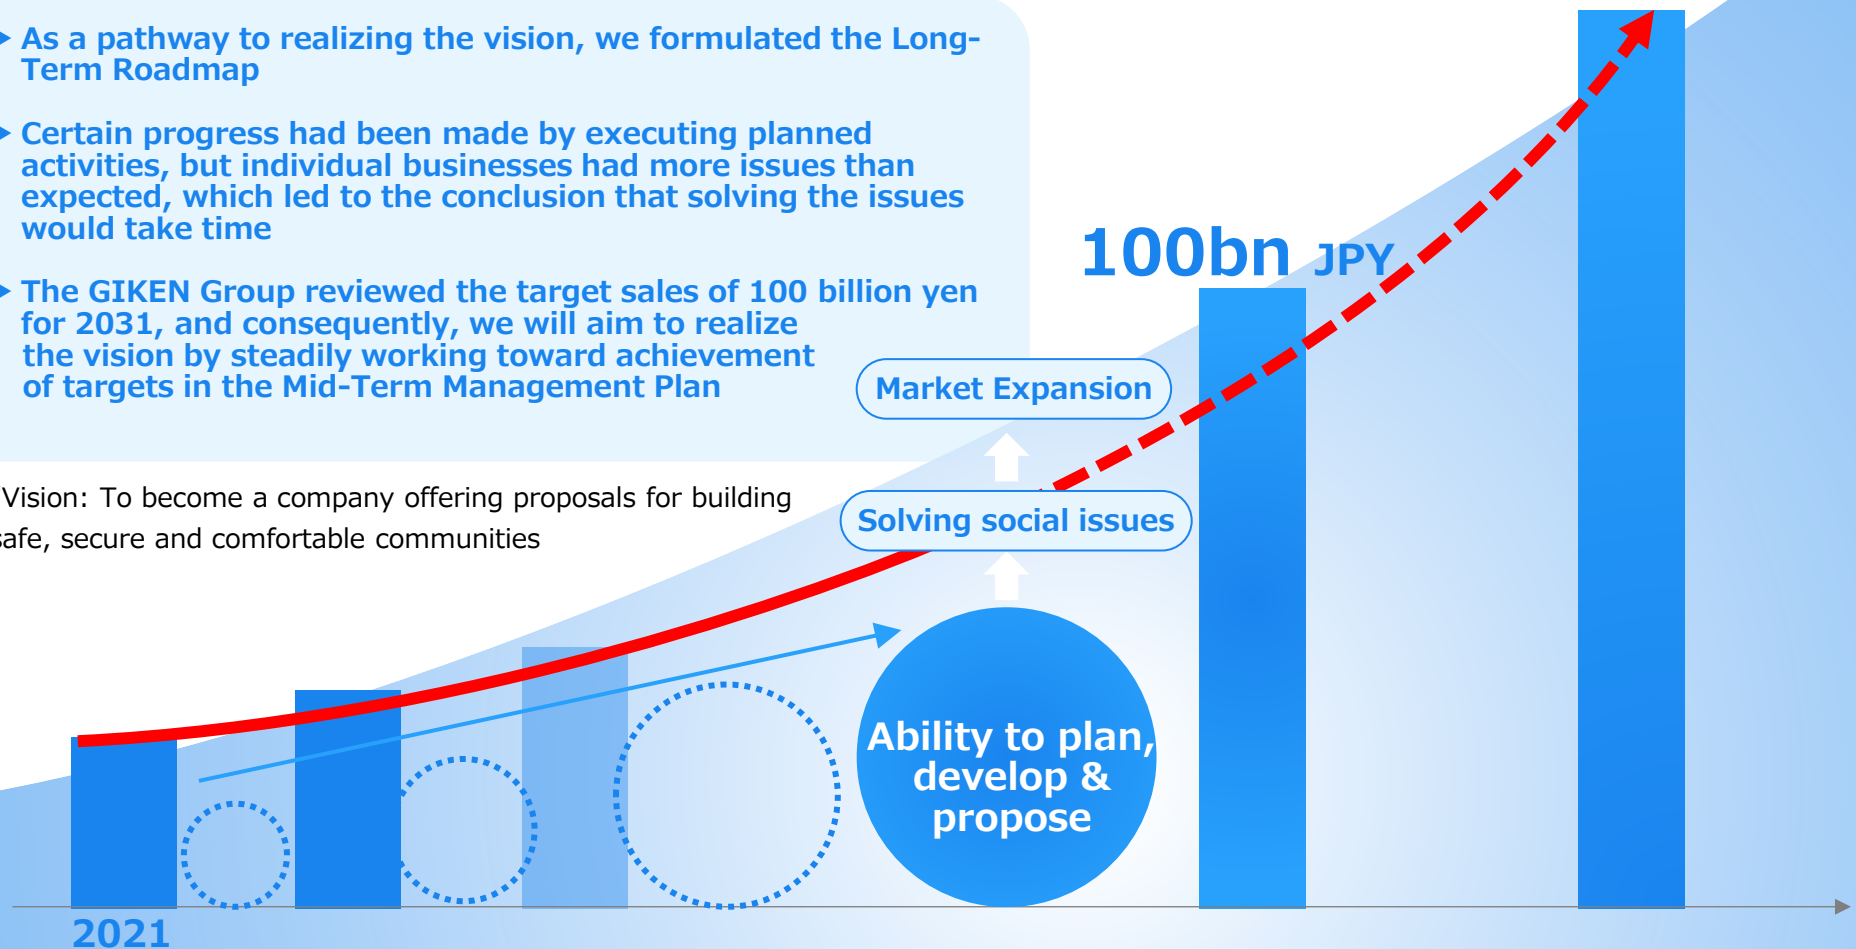 As a pathway to realizing the vision, we formulated the Long-
Term Roadmap
Certain progress had been made by executing planned
activities, but individual businesses had more issues than
expected, which led to the conclusion that solving the issues
would take time
The GIKEN Group reviewed the target sales of 100 billion yen
for 2031, and consequently, we will aim to realize
the vision by steadily working toward achievement
of targets in the Mid-Term Management Plan
Vision: To become a company offering proposals for building
safe, secure and comfortable communities
100bn JPY
Market Expansion
Solving social issues
Ability to plan,
develop &
propose
2021